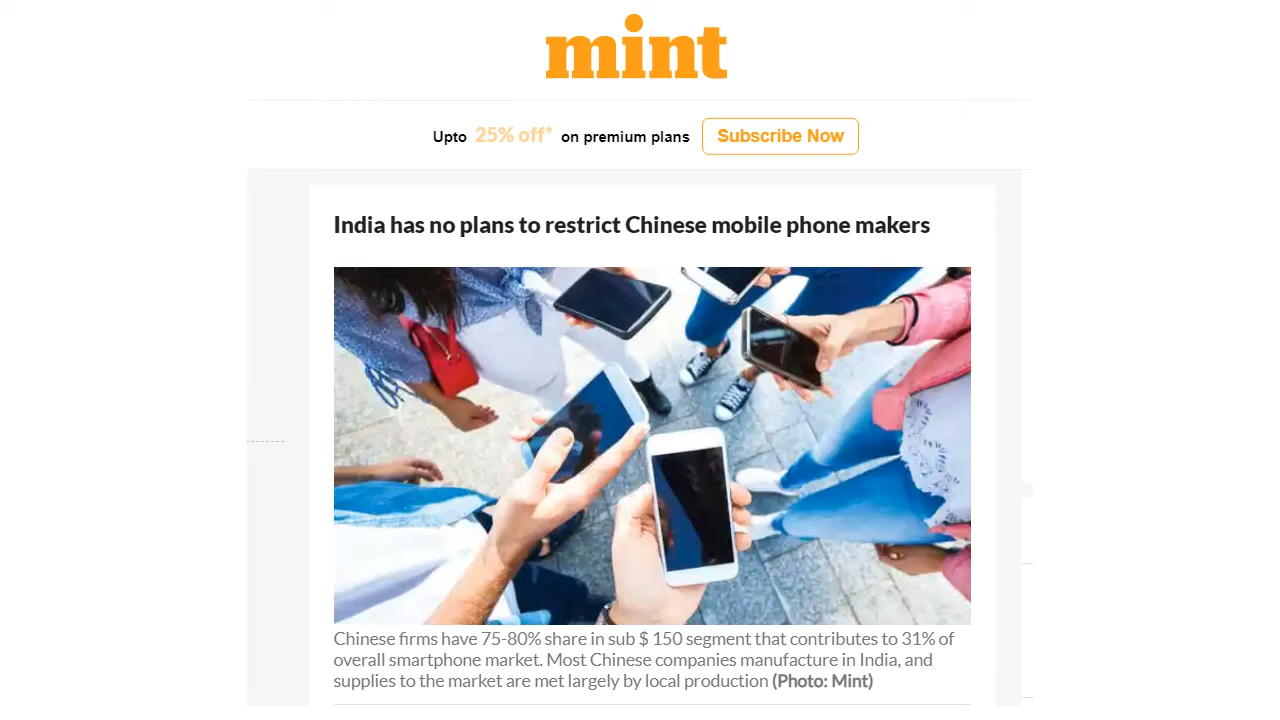 mint
Upto 25% off* on premium plans Subscribe Now
India has no plans to restrict Chinese mobile phone makers
Chinese firms have 75-80% share in sub $ 150 segment that contributes to 31% of
overall smartphone market. Most Chinese companies manufacture in India, and
supplies to the market are met largely by local production (Photo: Mint)